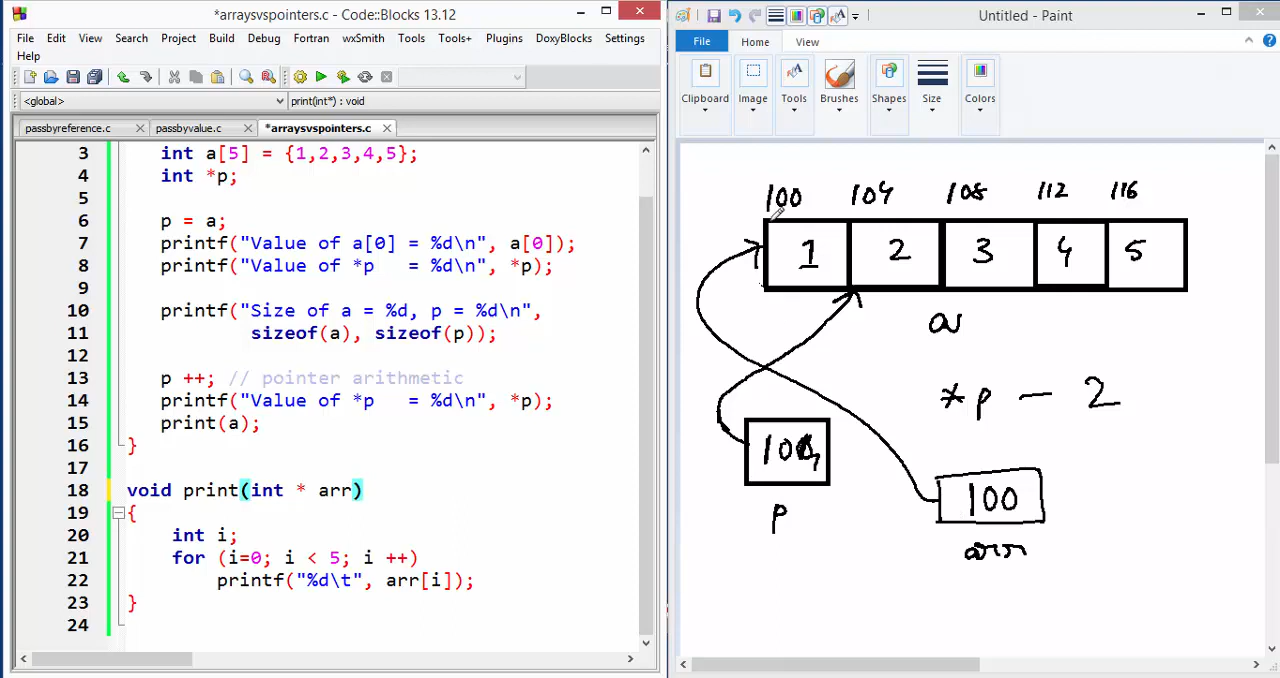 *arraysvspointers.c - Code::Blocks 13.12
File Edit View Search Project Build Debug Fortran wxSmith Tools Tools+ Plugins DoxyBlocks Settings
Help
<global>
print(int*) : void
passbyreference.c
passbyvalue.c
*arraysvspointers.c
3 int a[5] = {1,2,3,4,5};
4 int *p;
5
6 p = a;
7 printf("Value of a[0] = %d\n", a[0]);
8 printf("Value of *p   = %d\n", *p);
9
10 printf("Size of a = %d, p = %d\n",
11 sizeof(a), sizeof(p));
12
13 p ++; // pointer arithmetic
14 printf("Value of *p   = %d\n", *p);
15 print(a);
16 }
17
18 void print(int * arr)
19 {
20 int i;
21 for (i=0; i < 5; i ++)
22 printf("%d\t", arr[i]);
23 }
24
Untitled - Paint
File Home View
Clipboard Image Tools Brushes Shapes Size Colors
100 104 108 112 116
1 2 3 4 5
*p - 2
100
p
arr